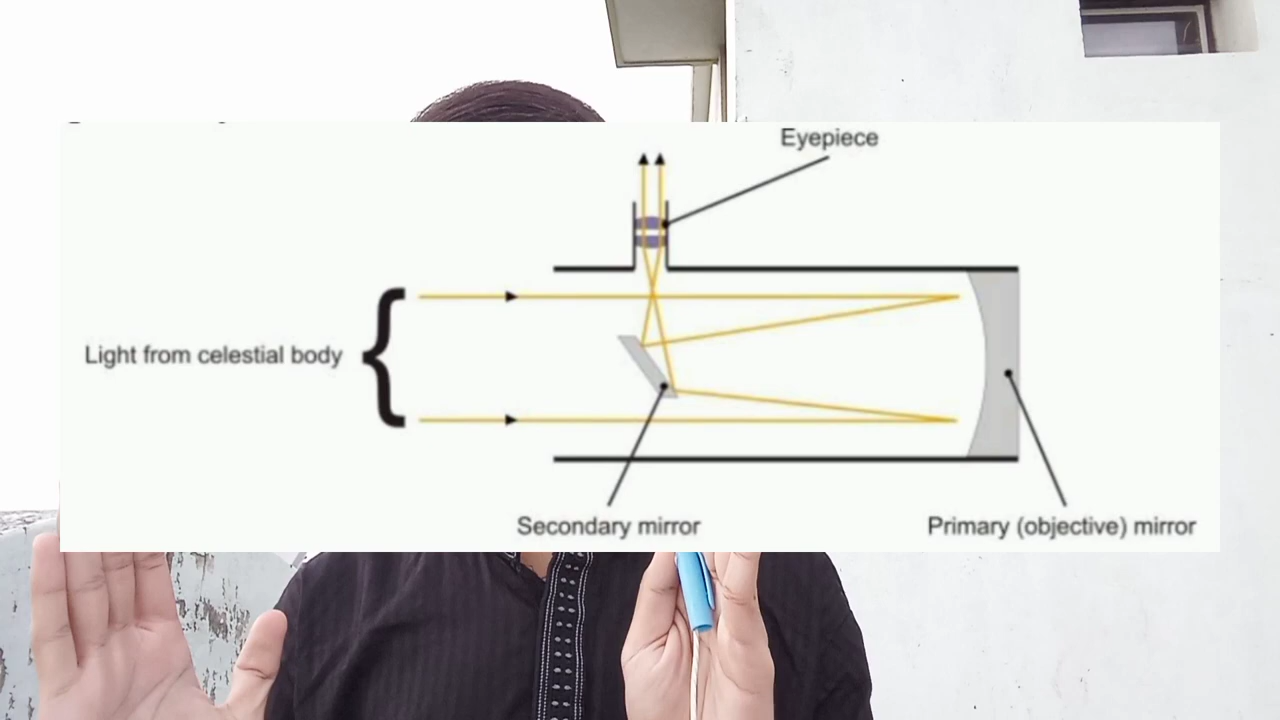 Eyepiece
Light from celestial body
Secondary mirror
Primary (objective) mirror